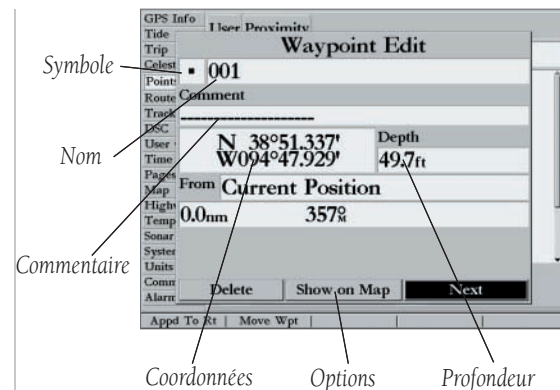 GPS Info
Tide
Trip
Celest
Points
Route
Track
DSC
User
Time
Pages
Map
High
Temp
Sonar
System
Units
Comm
Alarm
User Proximity
Waypoint Edit
001
Comment
--------------------
N 38°51.337'
W094°47.929'
Depth
49.7ft
From Current Position
0.0nm 357°M
Delete Show on Map Next
Appd To Rt | Move Wpt
Symbole
Nom
Commentaire
Coordonnées
Options
Profondeur